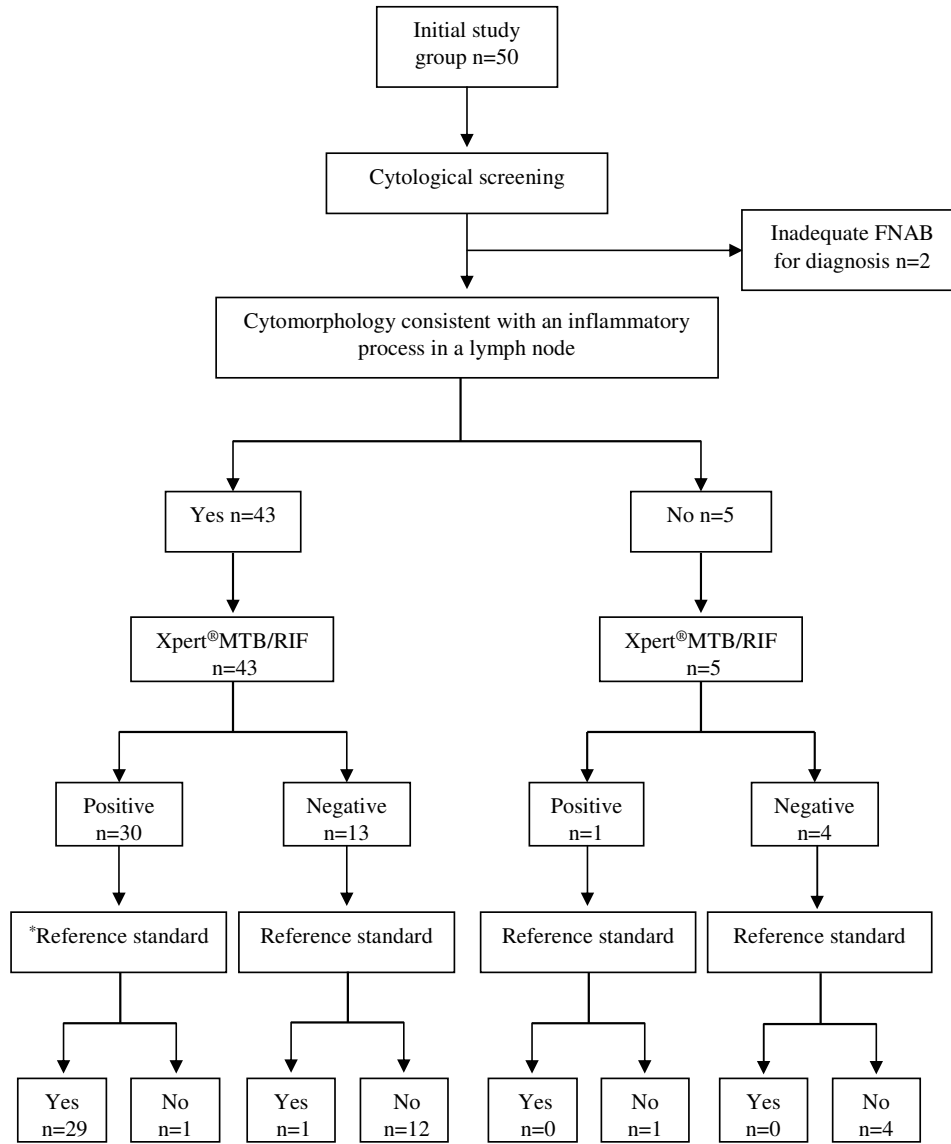 Initial study
group n=50
Cytological screening
Inadequate FNAB
for diagnosis n=2
Cytomorphology consistent with an inflammatory
process in a lymph node
Yes n=43
No n=5
Xpert®MTB/RIF
n=43
Xpert®MTB/RIF
n=5
Positive
n=30
Negative
n=13
Positive
n=1
Negative
n=4
*Reference standard
Reference standard
Reference standard
Reference standard
Yes
n=29
No
n=1
Yes
n=1
No
n=12
Yes
n=0
No
n=1
Yes
n=0
No
n=4